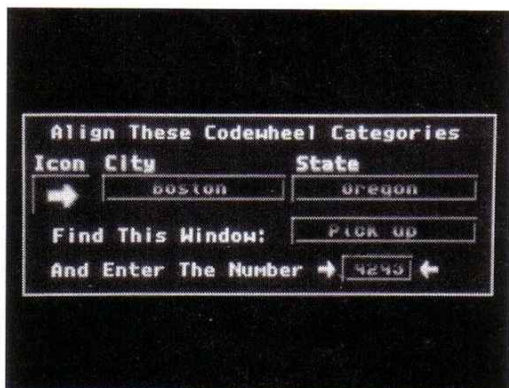 Align These Codewheel Categories
Icon City State
Boston Oregon
Find This Window: Pick Up
And Enter The Number 4243